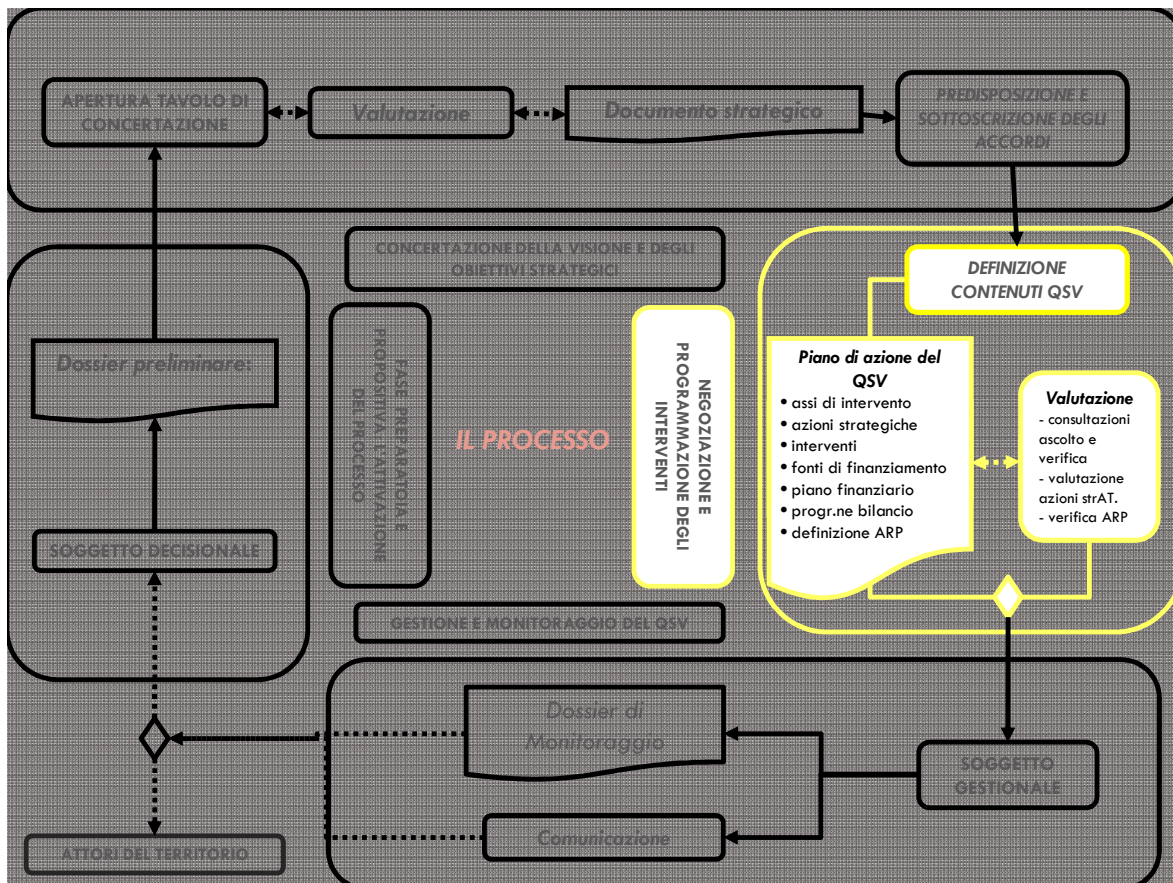 APERTURA TAVOLO DI
CONCERTAZIONE
Valutazione
Documento strategico
PREDISPOSIZIONE E
SOTTOSCRIZIONE DEGLI
ACCORDI
CONCERTAZIONE DELLA VISIONE E DEGLI
OBIETTIVI STRATEGICI
DEFINIZIONE
CONTENUTI QSV
Dossier preliminare:
FASE PREPARATOIA E
PROPOSITIVA: L'ATTIVAZIONE
DEL PROCESSO
IL PROCESSO
NEGOZIAZIONE E
PROGRAMMAZIONE DEGLI
INTERVENTI
Piano di azione del
QSV
• assi di intervento
• azioni strategiche
• interventi
• fonti di finanziamento
• piano finanziario
• progr.ne bilancio
• definizione ARP
Valutazione
- consultazioni
ascolto e
verifica
- valutazione
azioni strAT.
- verifica ARP
SOGGETTO DECISIONALE
GESTIONE E MONITORAGGIO DEL QSV
Dossier di
Monitoraggio
SOGGETTO
GESTIONALE
Comunicazione
ATTORI DEL TERRITORIO